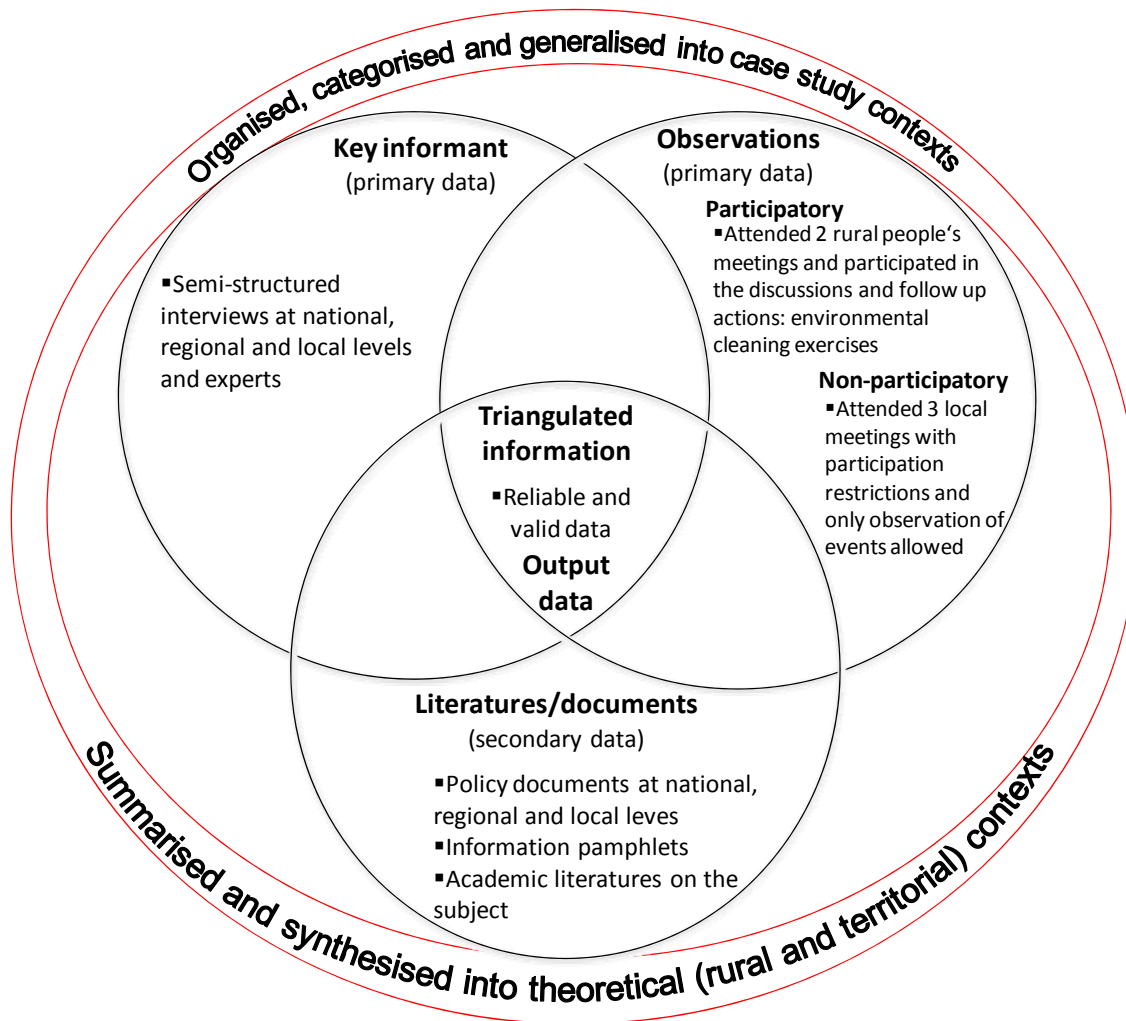 Organised, categorised and generalised into case study contexts
Key informant
(primary data)
▪Semi-structured
interviews at national,
regional and local levels
and experts
Observations
(primary data)
Participatory
▪Attended 2 rural people‘s
meetings and participated in
the discussions and follow up
actions: environmental
cleaning exercises
Non-participatory
▪Attended 3 local
meetings with
participation
restrictions and
only observation of
events allowed
Triangulated
information
▪Reliable and
valid data
Output
data
Literatures/documents
(secondary data)
▪Policy documents at national,
regional and local leves
▪Information pamphlets
▪Academic literatures on the
subject
Summarised and synthesised into theoretical (rural and territorial) contexts